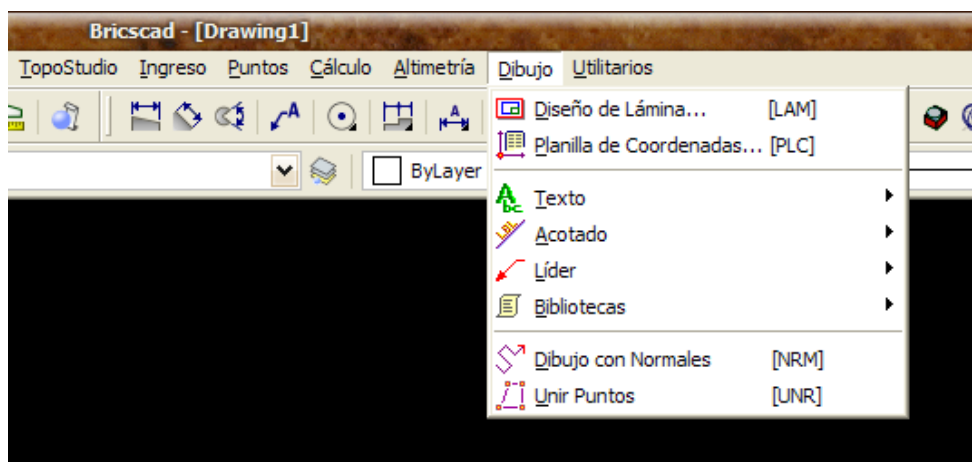 Bricscad - [Drawing1]
TopoStudio Ingreso Puntos Cálculo Altimetría Dibujo Utilitarios
Diseño de Lámina... [LAM]
Planilla de Coordenadas... [PLC]
ByLayer
Texto
Acotado
Líder
Bibliotecas
Dibujo con Normales [NRM]
Unir Puntos [UNR]